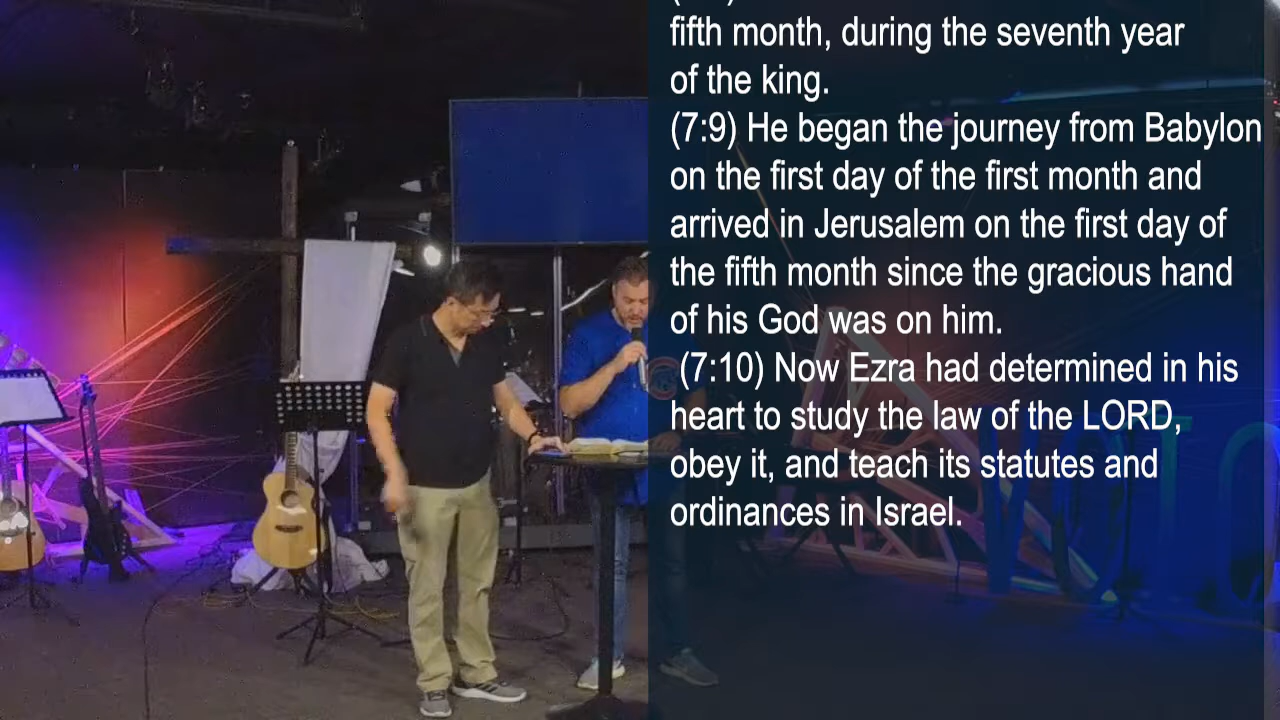 fifth month, during the seventh year
of the king.
(7:9) He began the journey from Babylon
on the first day of the first month and
arrived in Jerusalem on the first day of
the fifth month since the gracious hand
of his God was on him.
(7:10) Now Ezra had determined in his
heart to study the law of the LORD,
obey it, and teach its statutes and
ordinances in Israel.